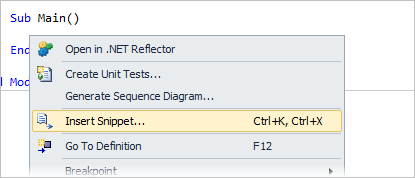 Sub Main()
End
Mod
Open in .NET Reflector
Create Unit Tests...
Generate Sequence Diagram...
Insert Snippet... Ctrl+K, Ctrl+X
Go To Definition F12
Breakpoint